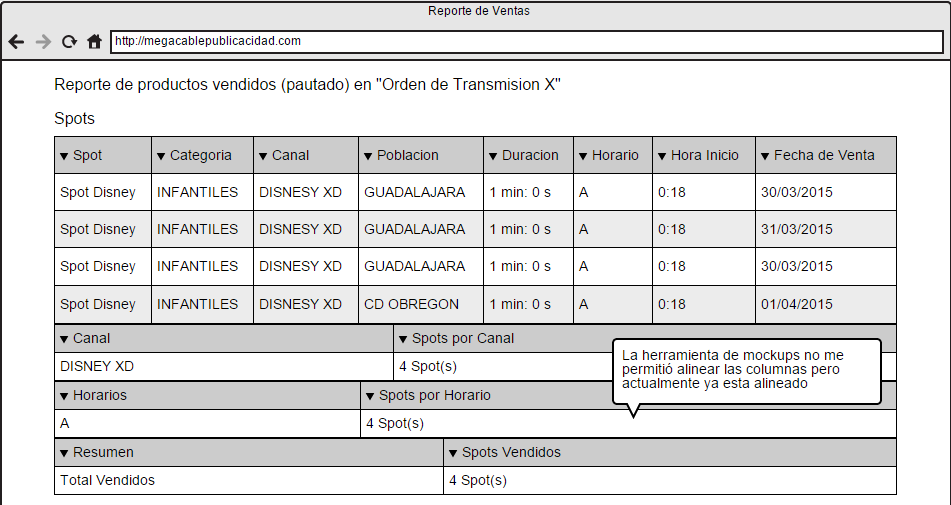 Reporte de Ventas
http://megacablepublicacidad.com
Reporte de productos vendidos (pautado) en "Orden de Transmision X"
Spots
Spot Categoria Canal Poblacion Duracion Horario Hora Inicio Fecha de Venta
Spot Disney INFANTILES DISNESY XD GUADALAJARA 1 min: 0 s A 0:18 30/03/2015
Spot Disney INFANTILES DISNESY XD GUADALAJARA 1 min: 0 s A 0:18 31/03/2015
Spot Disney INFANTILES DISNESY XD GUADALAJARA 1 min: 0 s A 0:18 30/03/2015
Spot Disney INFANTILES DISNESY XD CD OBREGON 1 min: 0 s A 0:18 01/04/2015
Canal Spots por Canal
DISNEY XD 4 Spot(s)
La herramienta de mockups no me
permitió alinear las columnas pero
actualmente ya esta alineado
Horarios Spots por Horario
A 4 Spot(s)
Resumen Spots Vendidos
Total Vendidos 4 Spot(s)